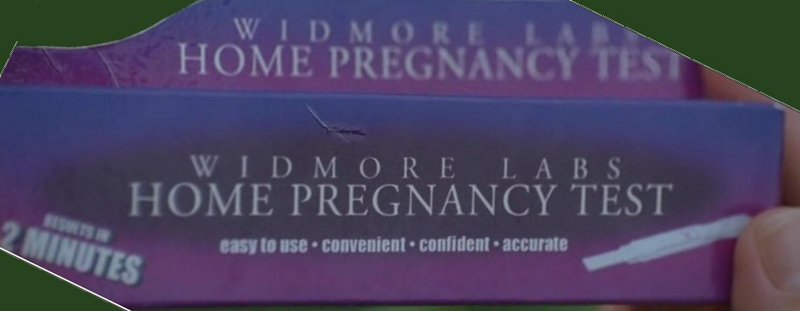 WIDMORE LABS
HOME PREGNANCY TEST
WIDMORE LABS
HOME PREGNANCY TEST
easy to use • convenient • confident • accurate
RESULTS IN
2 MINUTES